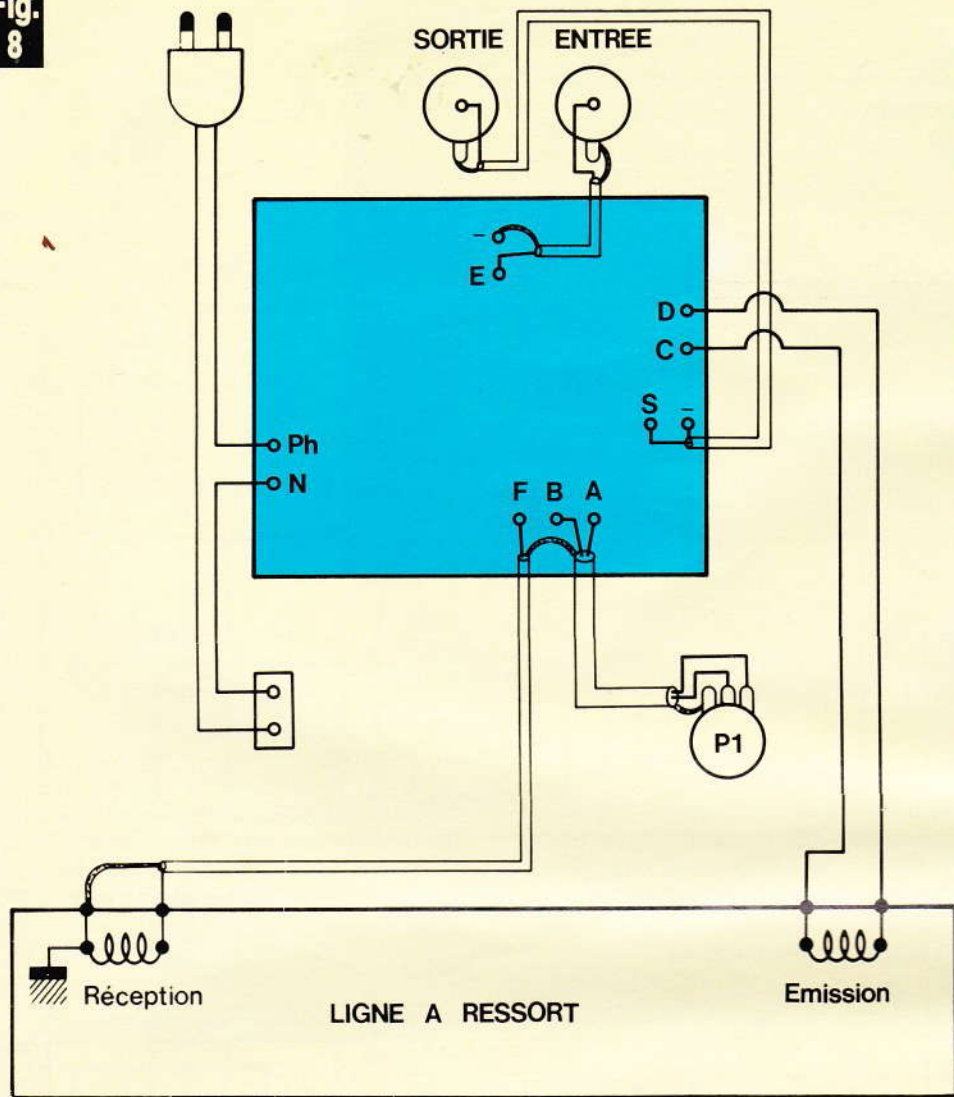 Fig.
8
SORTIE ENTREE
–
E
D
C
S –
Ph
N
F B A
P1
Réception
Emission
LIGNE A RESSORT